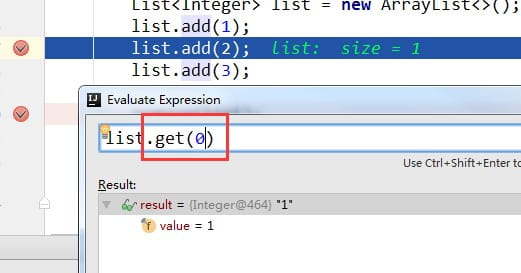 List<Integer> list = new ArrayList<>();
list.add(1);
list.add(2); list: size = 1
list.add(3);
Evaluate Expression
list.get(0)
Use Ctrl+Shift+Enter to
Result:
result = {Integer@464} "1"
value = 1